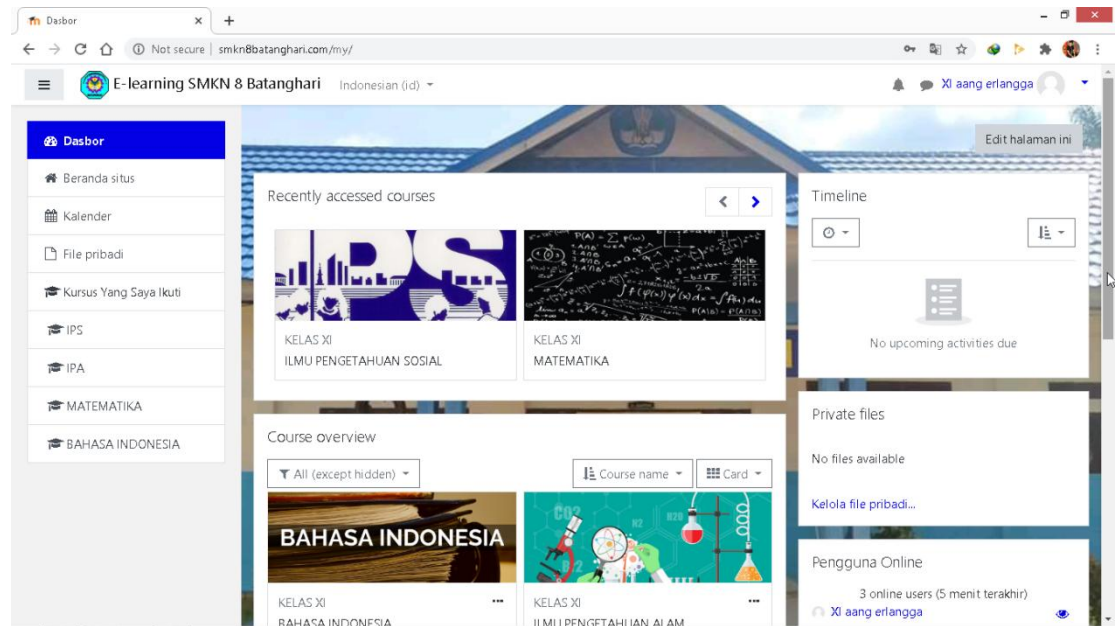 Dasbor
Not secure | smkn8batanghari.com/my/
E-learning SMKN 8 Batanghari
Indonesian (id)
XI aang erlangga
Dasbor
Beranda situs
Kalender
File pribadi
Kursus Yang Saya Ikuti
IPS
IPA
MATEMATIKA
BAHASA INDONESIA
Edit halaman ini
Recently accessed courses
IPS
KELAS XI
ILMU PENGETAHUAN SOSIAL
KELAS XI
MATEMATIKA
Course overview
All (except hidden)
Course name
Card
BAHASA INDONESIA
KELAS XI
BAHASA INDONESIA
CO2
N2
H2O
KELAS XI
ILMU PENGETAHUAN ALAM
Timeline
No upcoming activities due
Private files
No files available
Kelola file pribadi...
Pengguna Online
3 online users (5 menit terakhir)
XI aang erlangga